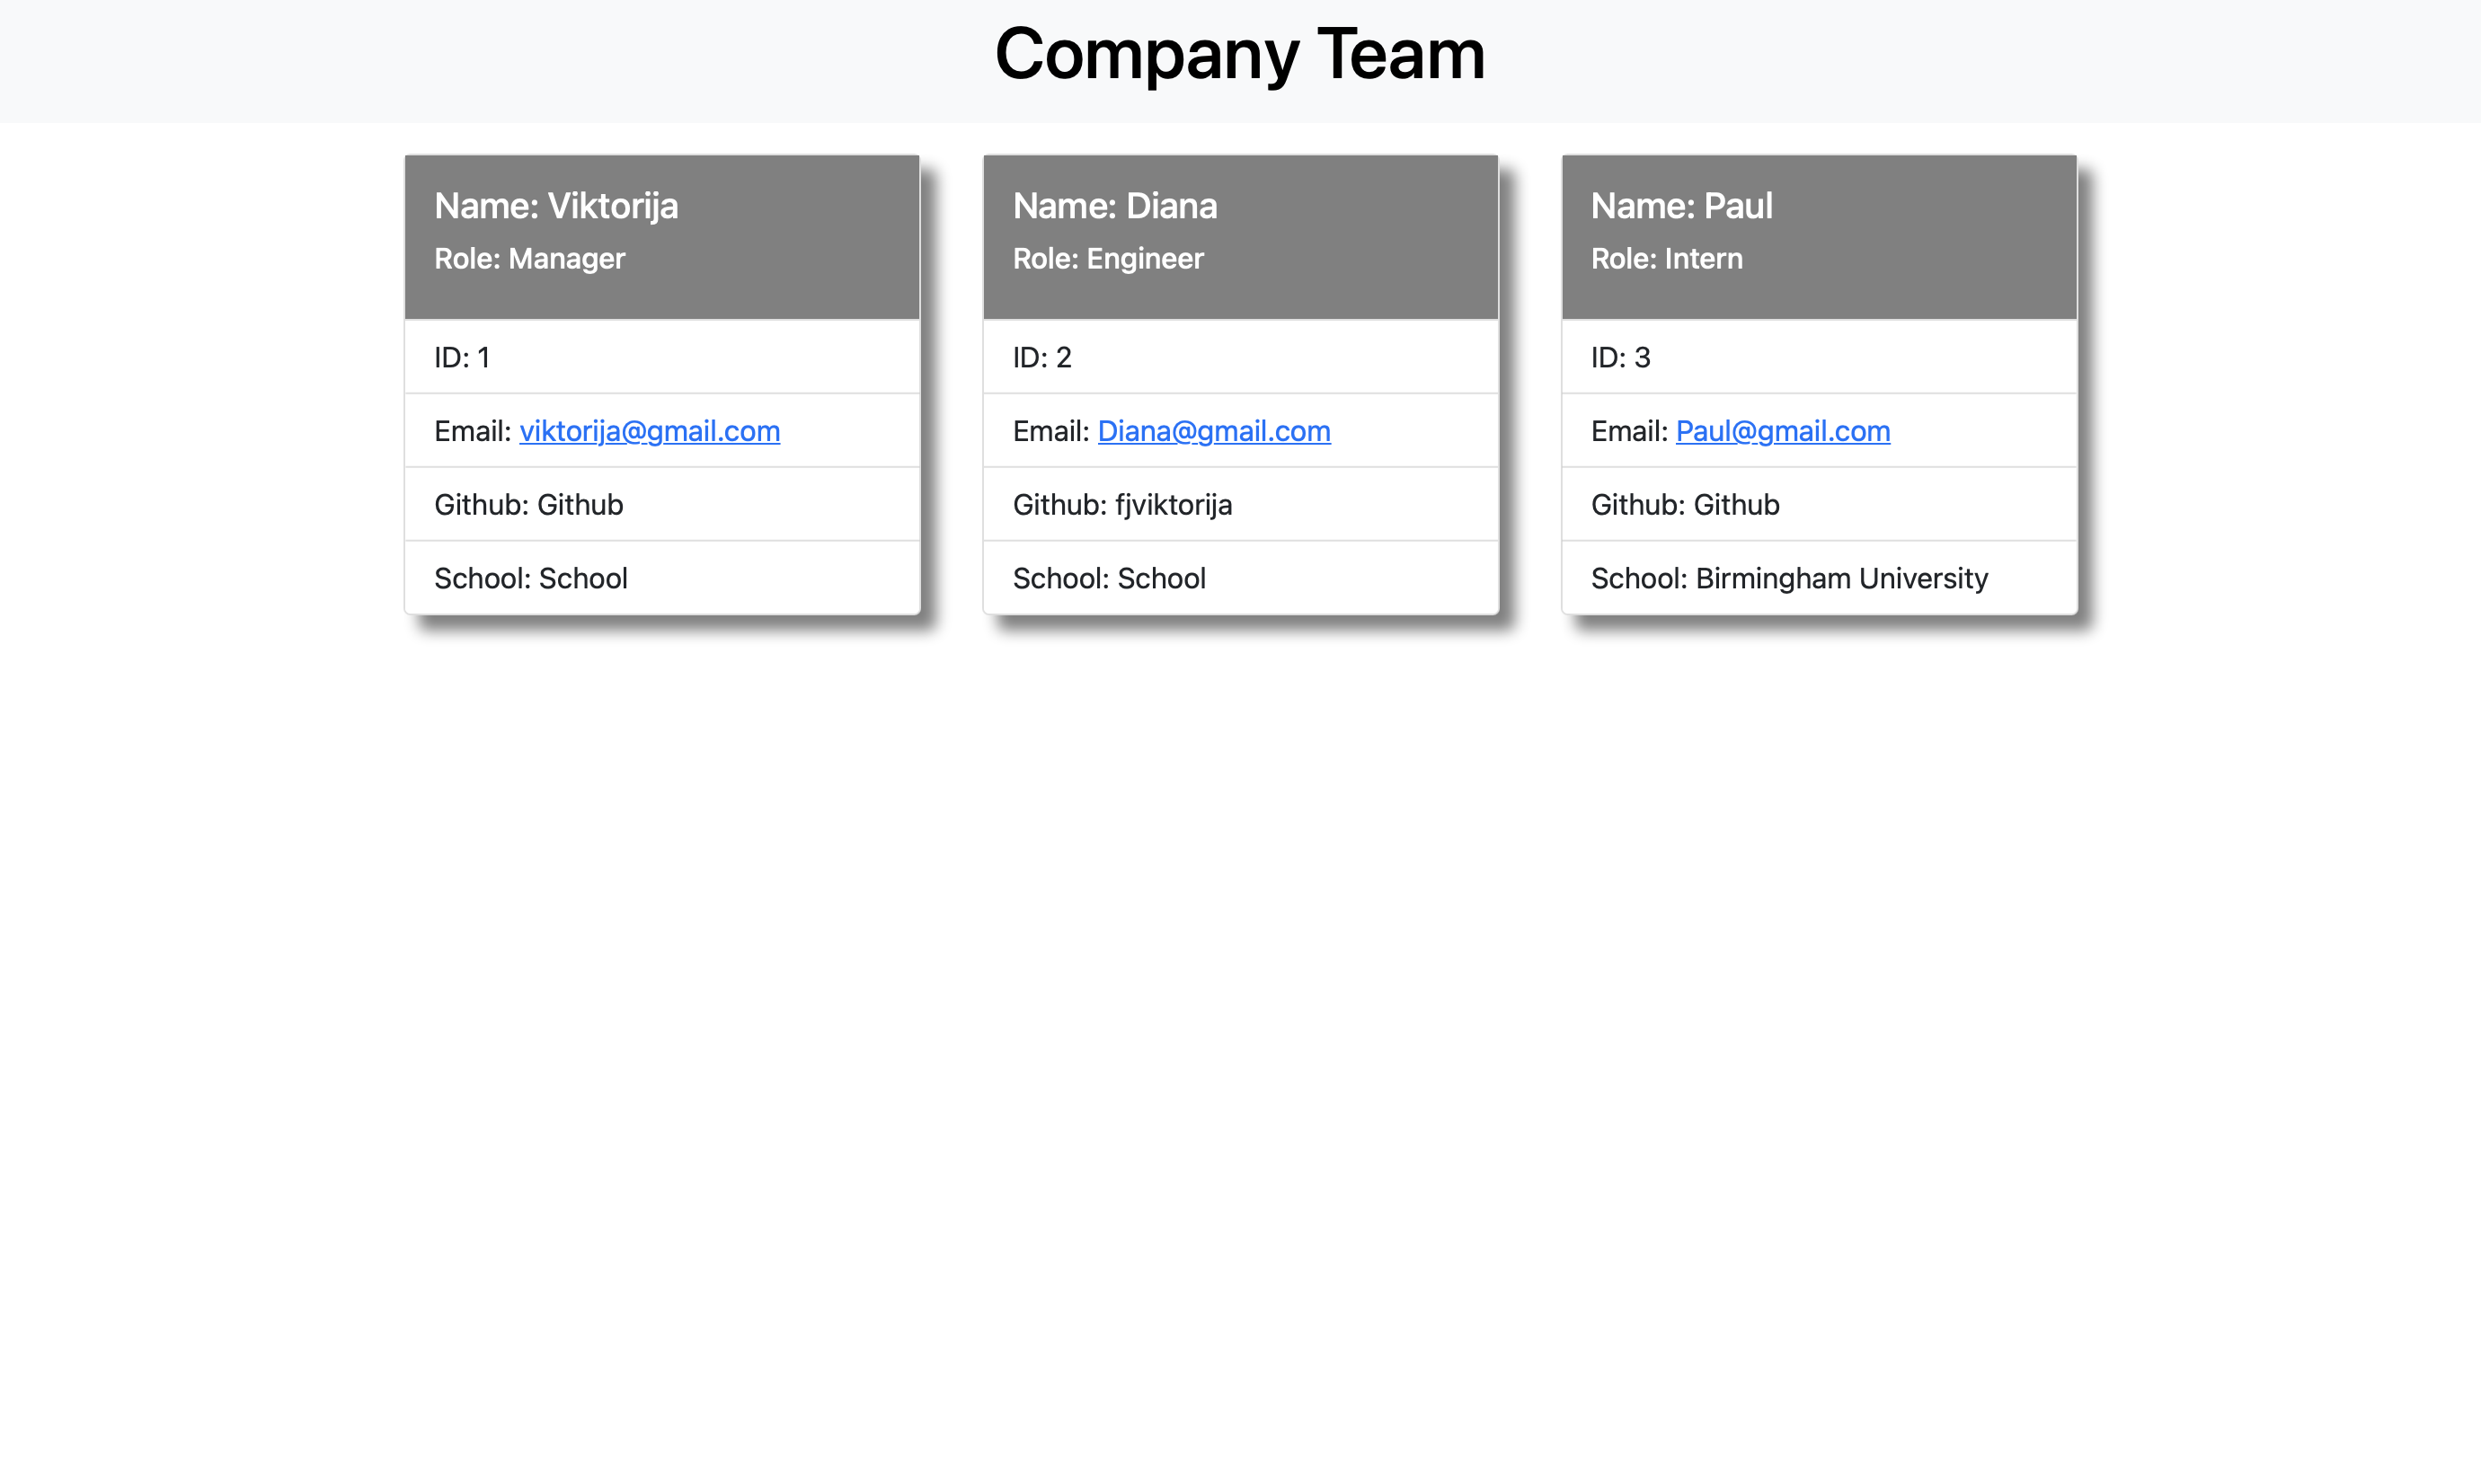 Company Team
Name: Viktorija
Role: Manager
ID: 1
Email: viktorija@gmail.com
Github: Github
School: School
Name: Diana
Role: Engineer
ID: 2
Email: Diana@gmail.com
Github: fjviktorija
School: School
Name: Paul
Role: Intern
ID: 3
Email: Paul@gmail.com
Github: Github
School: Birmingham University